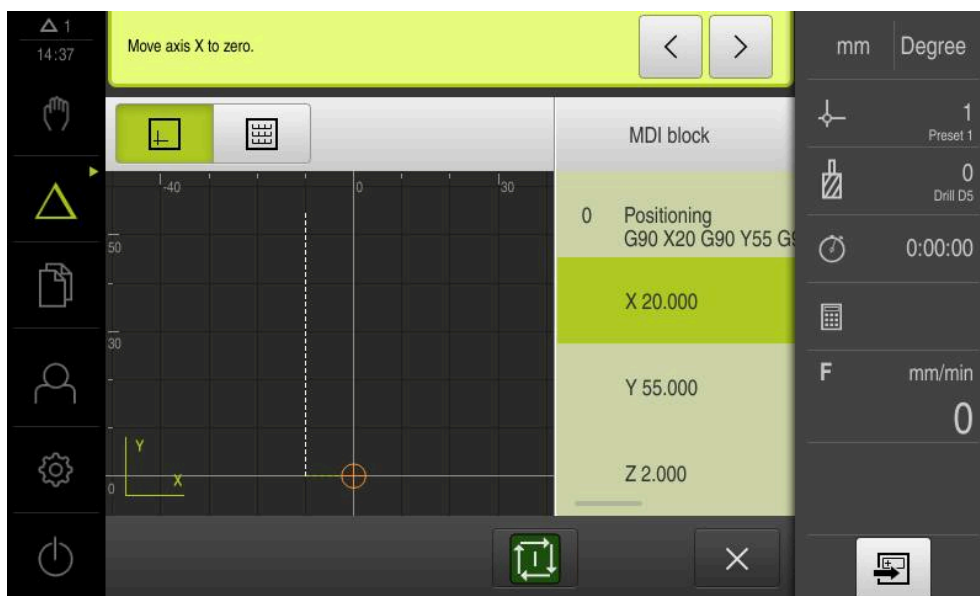 1
14:37
Move axis X to zero.
mm
Degree
1
Preset 1
0
Drill D5
0:00:00
F
mm/min
0
MDI block
0
Positioning
G90 X20 G90 Y55 G9
X 20.000
Y 55.000
Z 2.000
-40
0
30
50
30
0
Y
X